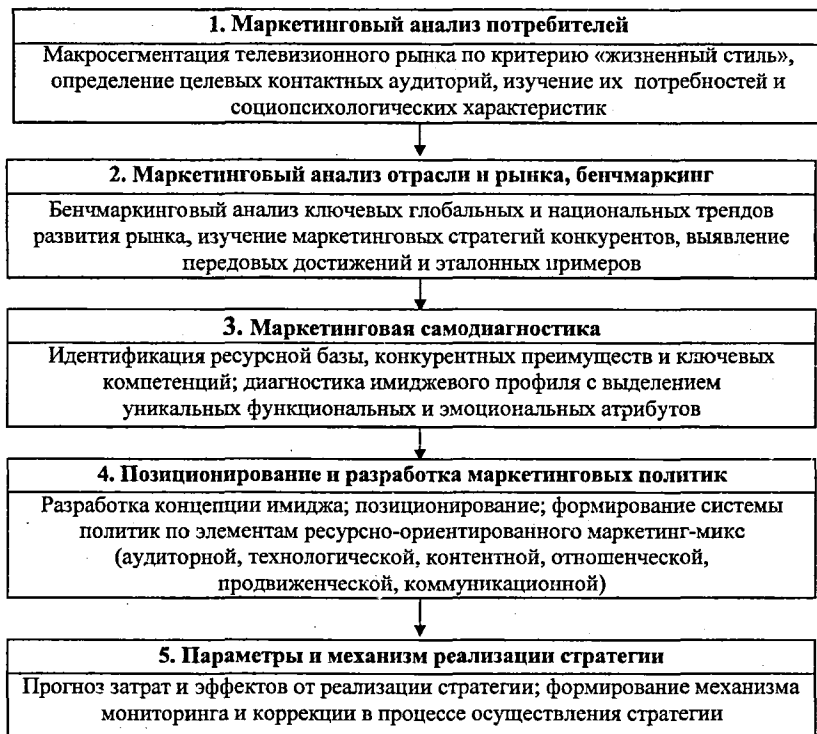 1. Маркетинговый анализ потребителей
Макросегментация телевизионного рынка по критерию «жизненный стиль»,
определение целевых контактных аудиторий, изучение их потребностей и
социопсихологических характеристик
2. Маркетинговый анализ отрасли и рынка, бенчмаркинг
Бенчмаркинговый анализ ключевых глобальных и национальных трендов
развития рынка, изучение маркетинговых стратегий конкурентов, выявление
передовых достижений и эталонных примеров
3. Маркетинговая самодиагностика
Идентификация ресурсной базы, конкурентных преимуществ и ключевых
компетенций; диагностика имиджевого профиля с выделением
уникальных функциональных и эмоциональных атрибутов
4. Позиционирование и разработка маркетинговых политик
Разработка концепции имиджа; позиционирование; формирование системы
политик по элементам ресурсно-ориентированного маркетинг-микс
(аудиторной, технологической, контентной, отношенческой,
продвиженческой, коммуникационной)
5. Параметры и механизм реализации стратегии
Прогноз затрат и эффектов от реализации стратегии; формирование механизма
мониторинга и коррекции в процессе осуществления стратегии